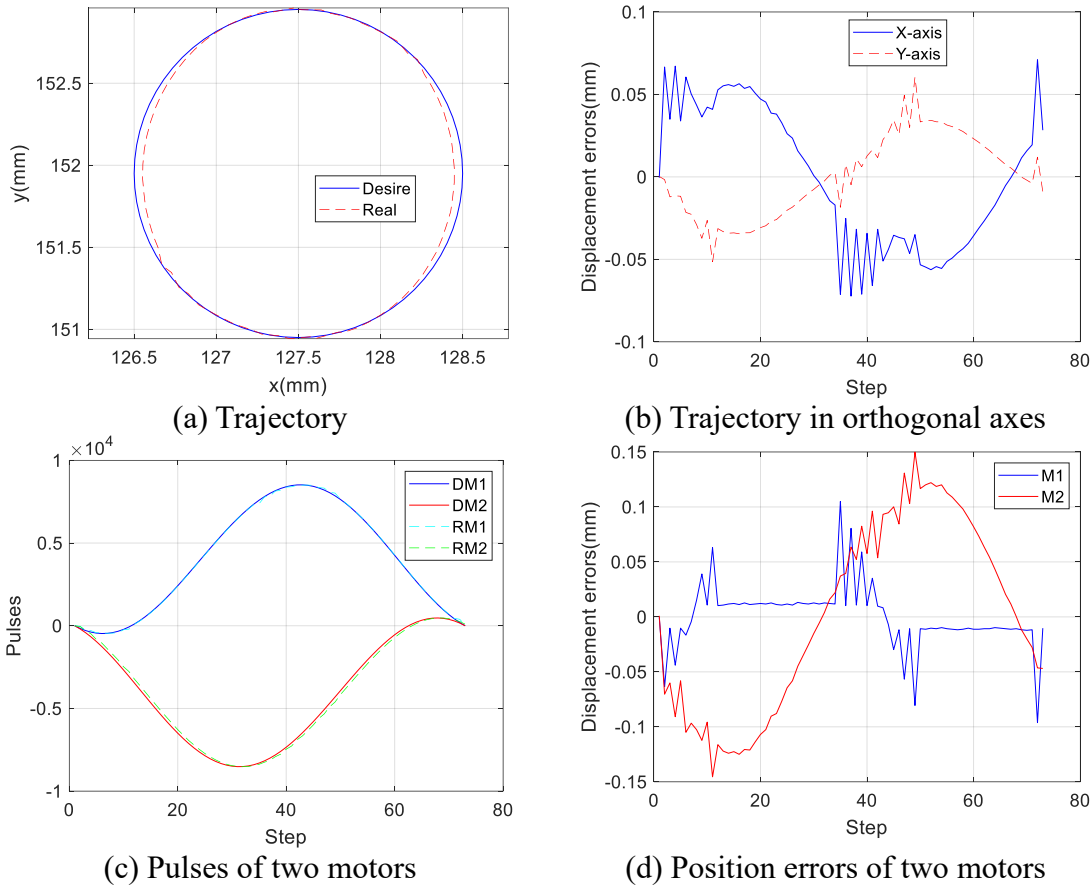 152.5
152
151.5
151
y(mm)
Desire
Real
126.5 127 127.5 128 128.5
x(mm)
(a) Trajectory
0.1
0.05
0
-0.05
-0.1
Displacement errors(mm)
X-axis
Y-axis
0 20 40 60 80
Step
(b) Trajectory in orthogonal axes
×10⁴
1
0.5
0
-0.5
-1
Pulses
DM1
DM2
RM1
RM2
0 20 40 60 80
Step
(c) Pulses of two motors
0.15
0.1
0.05
0
-0.05
-0.1
-0.15
Displacement errors(mm)
M1
M2
0 20 40 60 80
Step
(d) Position errors of two motors